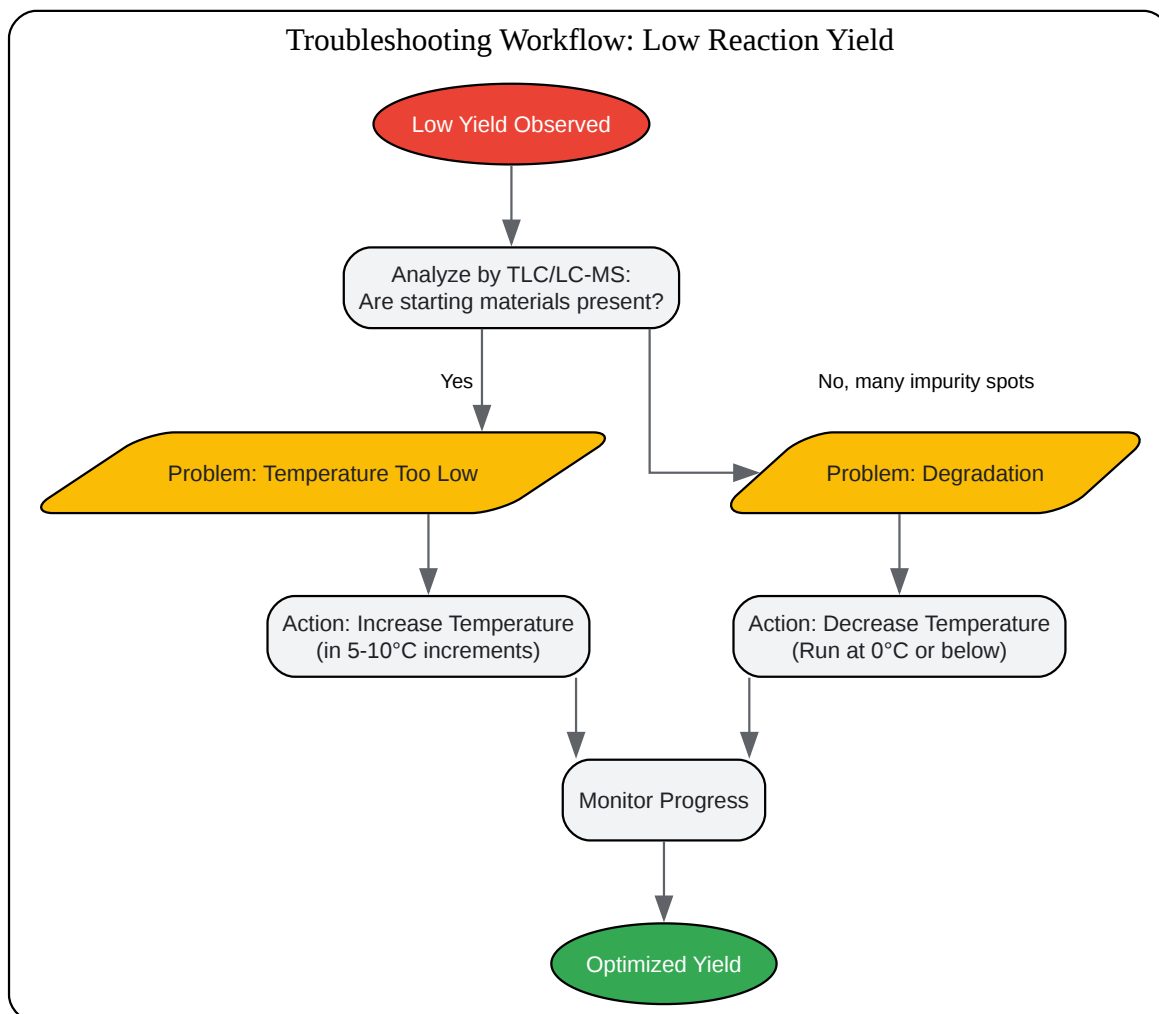 Troubleshooting Workflow: Low Reaction Yield
Low Yield Observed
Analyze by TLC/LC-MS:
Are starting materials present?
Yes
No, many impurity spots
Problem: Temperature Too Low
Problem: Degradation
Action: Increase Temperature
(in 5-10°C increments)
Action: Decrease Temperature
(Run at 0°C or below)
Monitor Progress
Optimized Yield